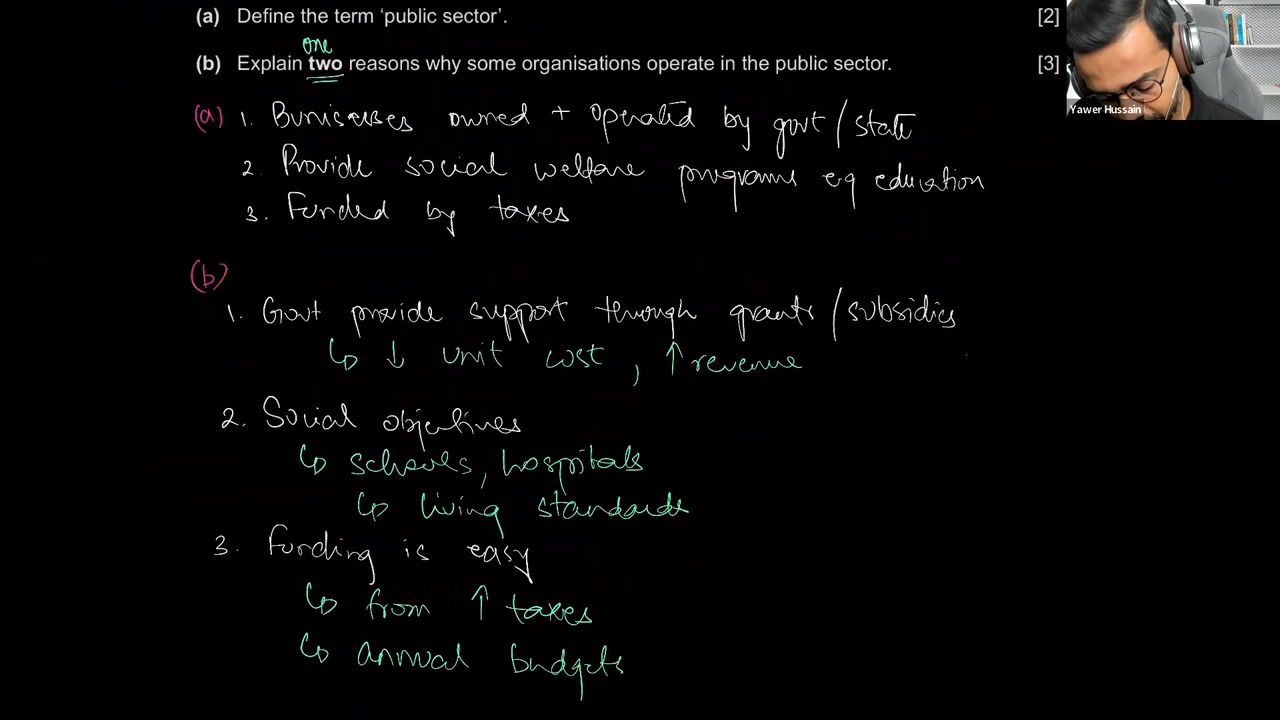 (a) Define the term ‘public sector’. [2]
one
(b) Explain two reasons why some organisations operate in the public sector. [3]
Yawer Hussain
(a) 1. Businesses owned + operated by govt / state
2. Provide social welfare programs eg education
3. Funded by taxes
(b)
1. Govt provide support through grants / subsidies
↳ ↓ unit cost, ↑ revenue
2. Social objectives
↳ schools, hospitals
↳ living standards
3. Funding is easy
↳ from ↑ taxes
↳ annual budgets